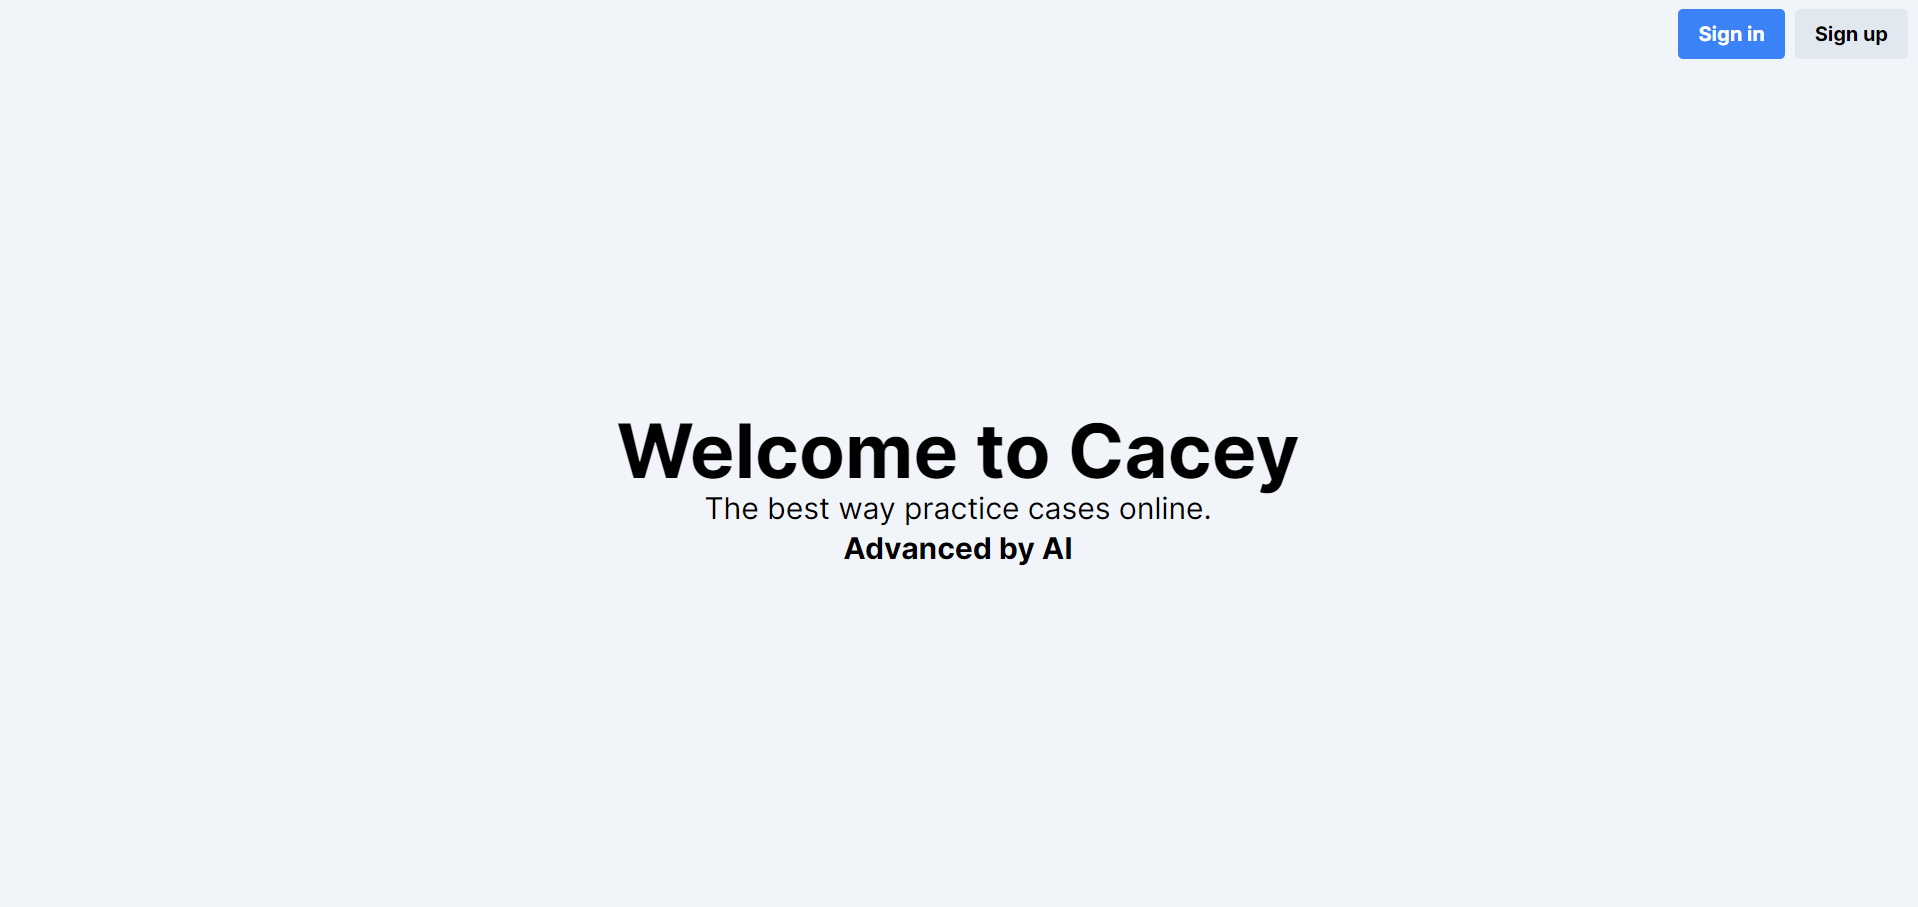 Sign in
Sign up
Welcome to Cacey
The best way practice cases online.
Advanced by AI